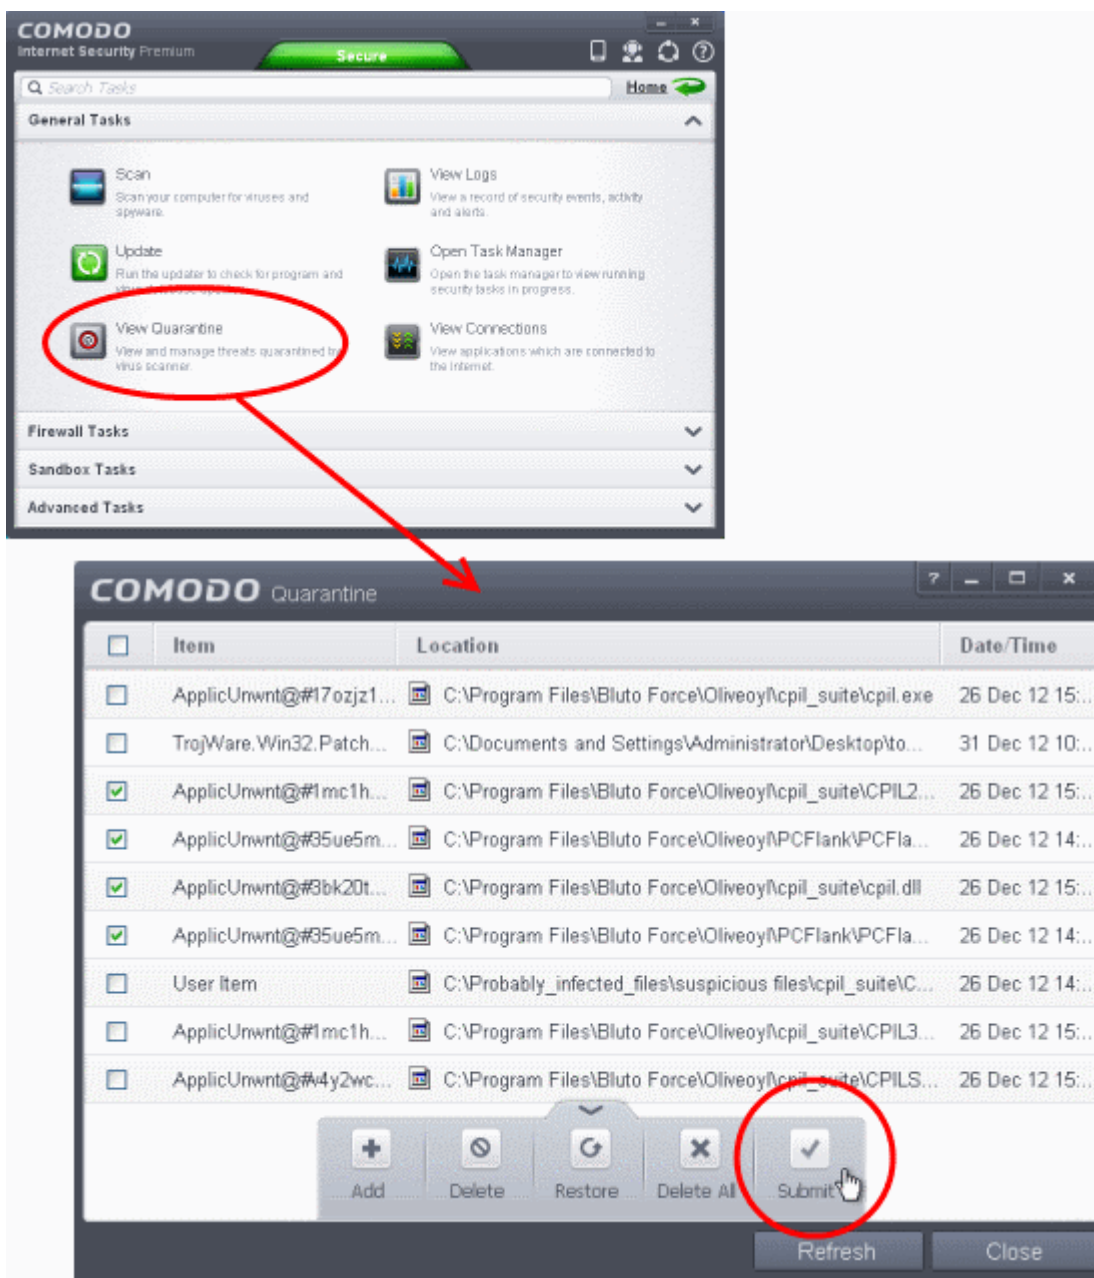 COMODO
Internet Security Premium
Secure
Search Tasks
Home
General Tasks
Scan
Scan your computer for viruses and
spyware.
View Logs
View a record of security events, activity
and alerts.
Update
Run the updater to check for program and
Open Task Manager
Open the task manager to view running
security tasks in progress.
View Quarantine
View and manage threats quarantined by
virus scanner.
View Connections
View applications which are connected to
the internet.
Firewall Tasks
Sandbox Tasks
Advanced Tasks
COMODO Quarantine
Item Location Date/Time
ApplicUnwnt@#17ozjz1... C:\Program Files\Bluto Force\Oliveoyl\cpil_suite\cpil.exe 26 Dec 12 15:...
TrojWare.Win32.Patch... C:\Documents and Settings\Administrator\Desktop\to... 31 Dec 12 10:...
ApplicUnwnt@#1mc1h... C:\Program Files\Bluto Force\Oliveoyl\cpil_suite\CPIL2... 26 Dec 12 15:...
ApplicUnwnt@#35ue5m... C:\Program Files\Bluto Force\Oliveoyl\PCFlank\PCFla... 26 Dec 12 14:...
ApplicUnwnt@#3bk20t... C:\Program Files\Bluto Force\Oliveoyl\cpil_suite\cpil.dll 26 Dec 12 15:...
ApplicUnwnt@#35ue5m... C:\Program Files\Bluto Force\Oliveoyl\PCFlank\PCFla... 26 Dec 12 14:...
User Item C:\Probably_infected_files\suspicious files\cpil_suite\C... 26 Dec 12 14:...
ApplicUnwnt@#1mc1h... C:\Program Files\Bluto Force\Oliveoyl\cpil_suite\CPIL3... 26 Dec 12 15:...
ApplicUnwnt@#v4y2wc... C:\Program Files\Bluto Force\Oliveoyl\cpil_suite\CPILS... 26 Dec 12 15:...
Add Delete Restore Delete All Submit
Refresh Close